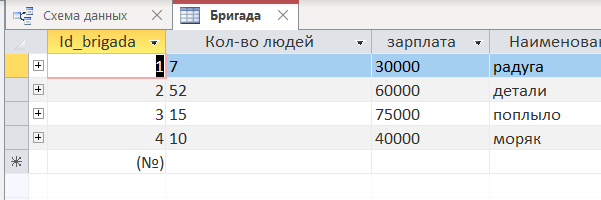 Схема данных Бригада
Id_brigada Кол-во людей зарплата Наименован
1 7 30000 радуга
2 52 60000 детали
3 15 75000 поплыло
4 10 40000 моряк
(№)